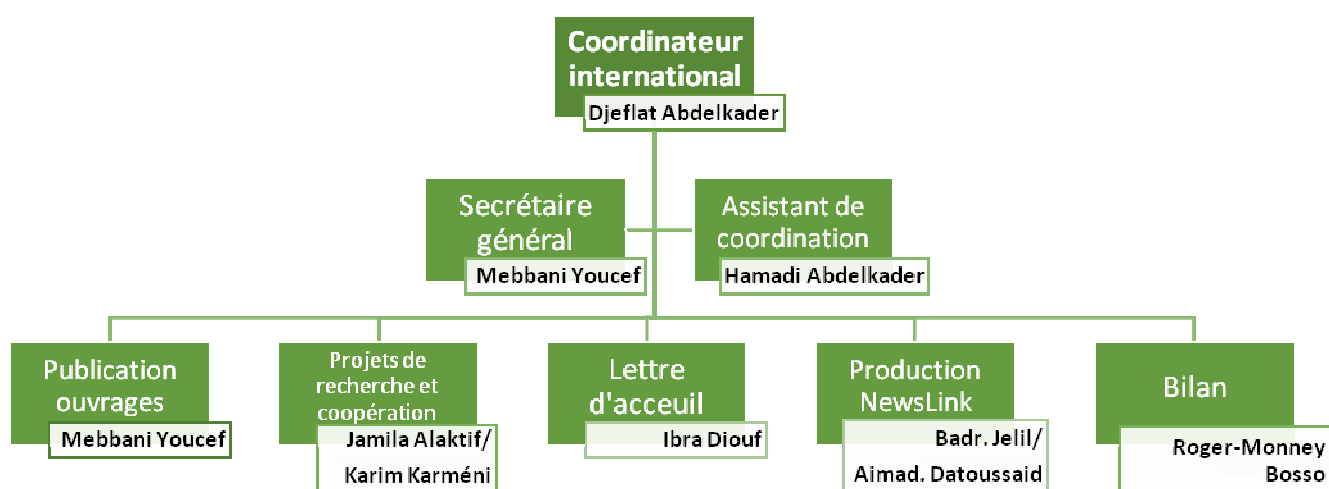 Coordinateur
international
Djeflat Abdelkader
Secrétaire
général
Mebbani Youcef
Assistant de
coordination
Hamadi Abdelkader
Publication
ouvrages
Mebbani Youcef
Projets de
recherche et
coopération
Jamila Alaktif/
Karim Karméni
Lettre
d'acceuil
Ibra Diouf
Production
NewsLink
Badr. Jelil/
Aimad. Datoussaid
Bilan
Roger-Monney
Bosso